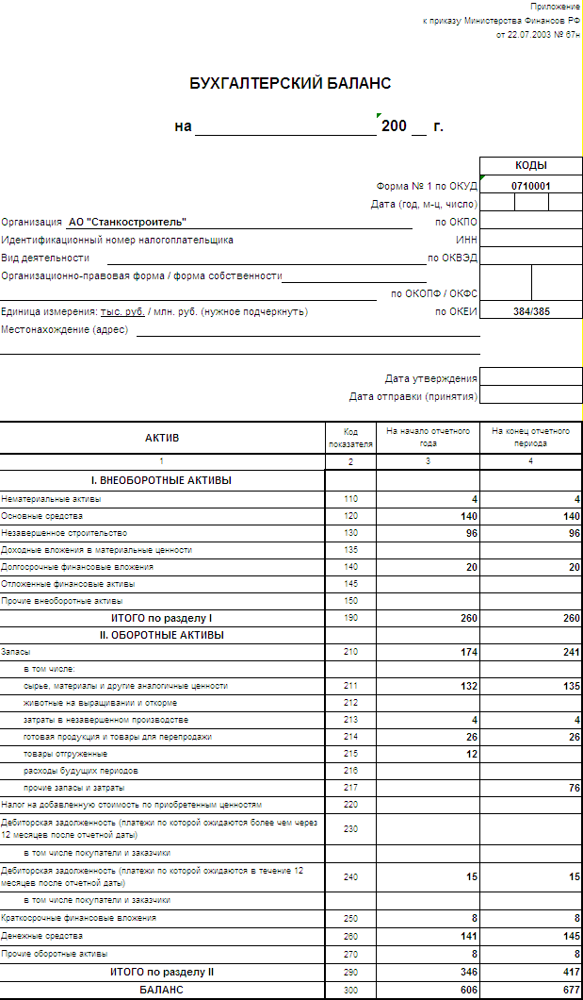 Приложение
к приказу Министерства Финансов РФ
от 22.07.2003 № 67н
БУХГАЛТЕРСКИЙ БАЛАНС
на 200 г.
КОДЫ
Форма № 1 по ОКУД 0710001
Дата (год, м-ц, число)
Организация АО "Станкостроитель" по ОКПО
Идентификационный номер налогоплательщика ИНН
Вид деятельности по ОКВЭД
Организационно-правовая форма / форма собственности
по ОКОПФ / ОКФС
Единица измерения: тыс. руб. / млн. руб. (нужное подчеркнуть) по ОКЕИ 384/385
Местонахождение (адрес)
Дата утверждения
Дата отправки (принятия)
АКТИВ Код показателя На начало отчетного года На конец отчетного периода
1 2 3 4
I. ВНЕОБОРОТНЫЕ АКТИВЫ
Нематериальные активы 110 4 4
Основные средства 120 140 140
Незавершенное строительство 130 96 96
Доходные вложения в материальные ценности 135
Долгосрочные финансовые вложения 140 20 20
Отложенные финансовые активы 145
Прочие внеоборотные активы 150
ИТОГО по разделу I 190 260 260
II. ОБОРОТНЫЕ АКТИВЫ
Запасы 210 174 241
в том числе:
сырье, материалы и другие аналогичные ценности 211 132 135
животные на выращивании и откорме 212
затраты в незавершенном производстве 213 4 4
готовая продукция и товары для перепродажи 214 26 26
товары отгруженные 215 12
расходы будущих периодов 216
прочие запасы и затраты 217 76
Налог на добавленную стоимость по приобретенным ценностям 220
Дебиторская задолженность (платежи по которой ожидаются более чем через
12 месяцев после отчетной даты) 230
в том числе покупатели и заказчики
Дебиторская задолженность (платежи по которой ожидаются в течение 12
месяцев после отчетной даты) 240 15 15
в том числе покупатели и заказчики
Краткосрочные финансовые вложения 250 8 8
Денежные средства 260 141 145
Прочие оборотные активы 270 8 8
ИТОГО по разделу II 290 346 417
БАЛАНС 300 606 677